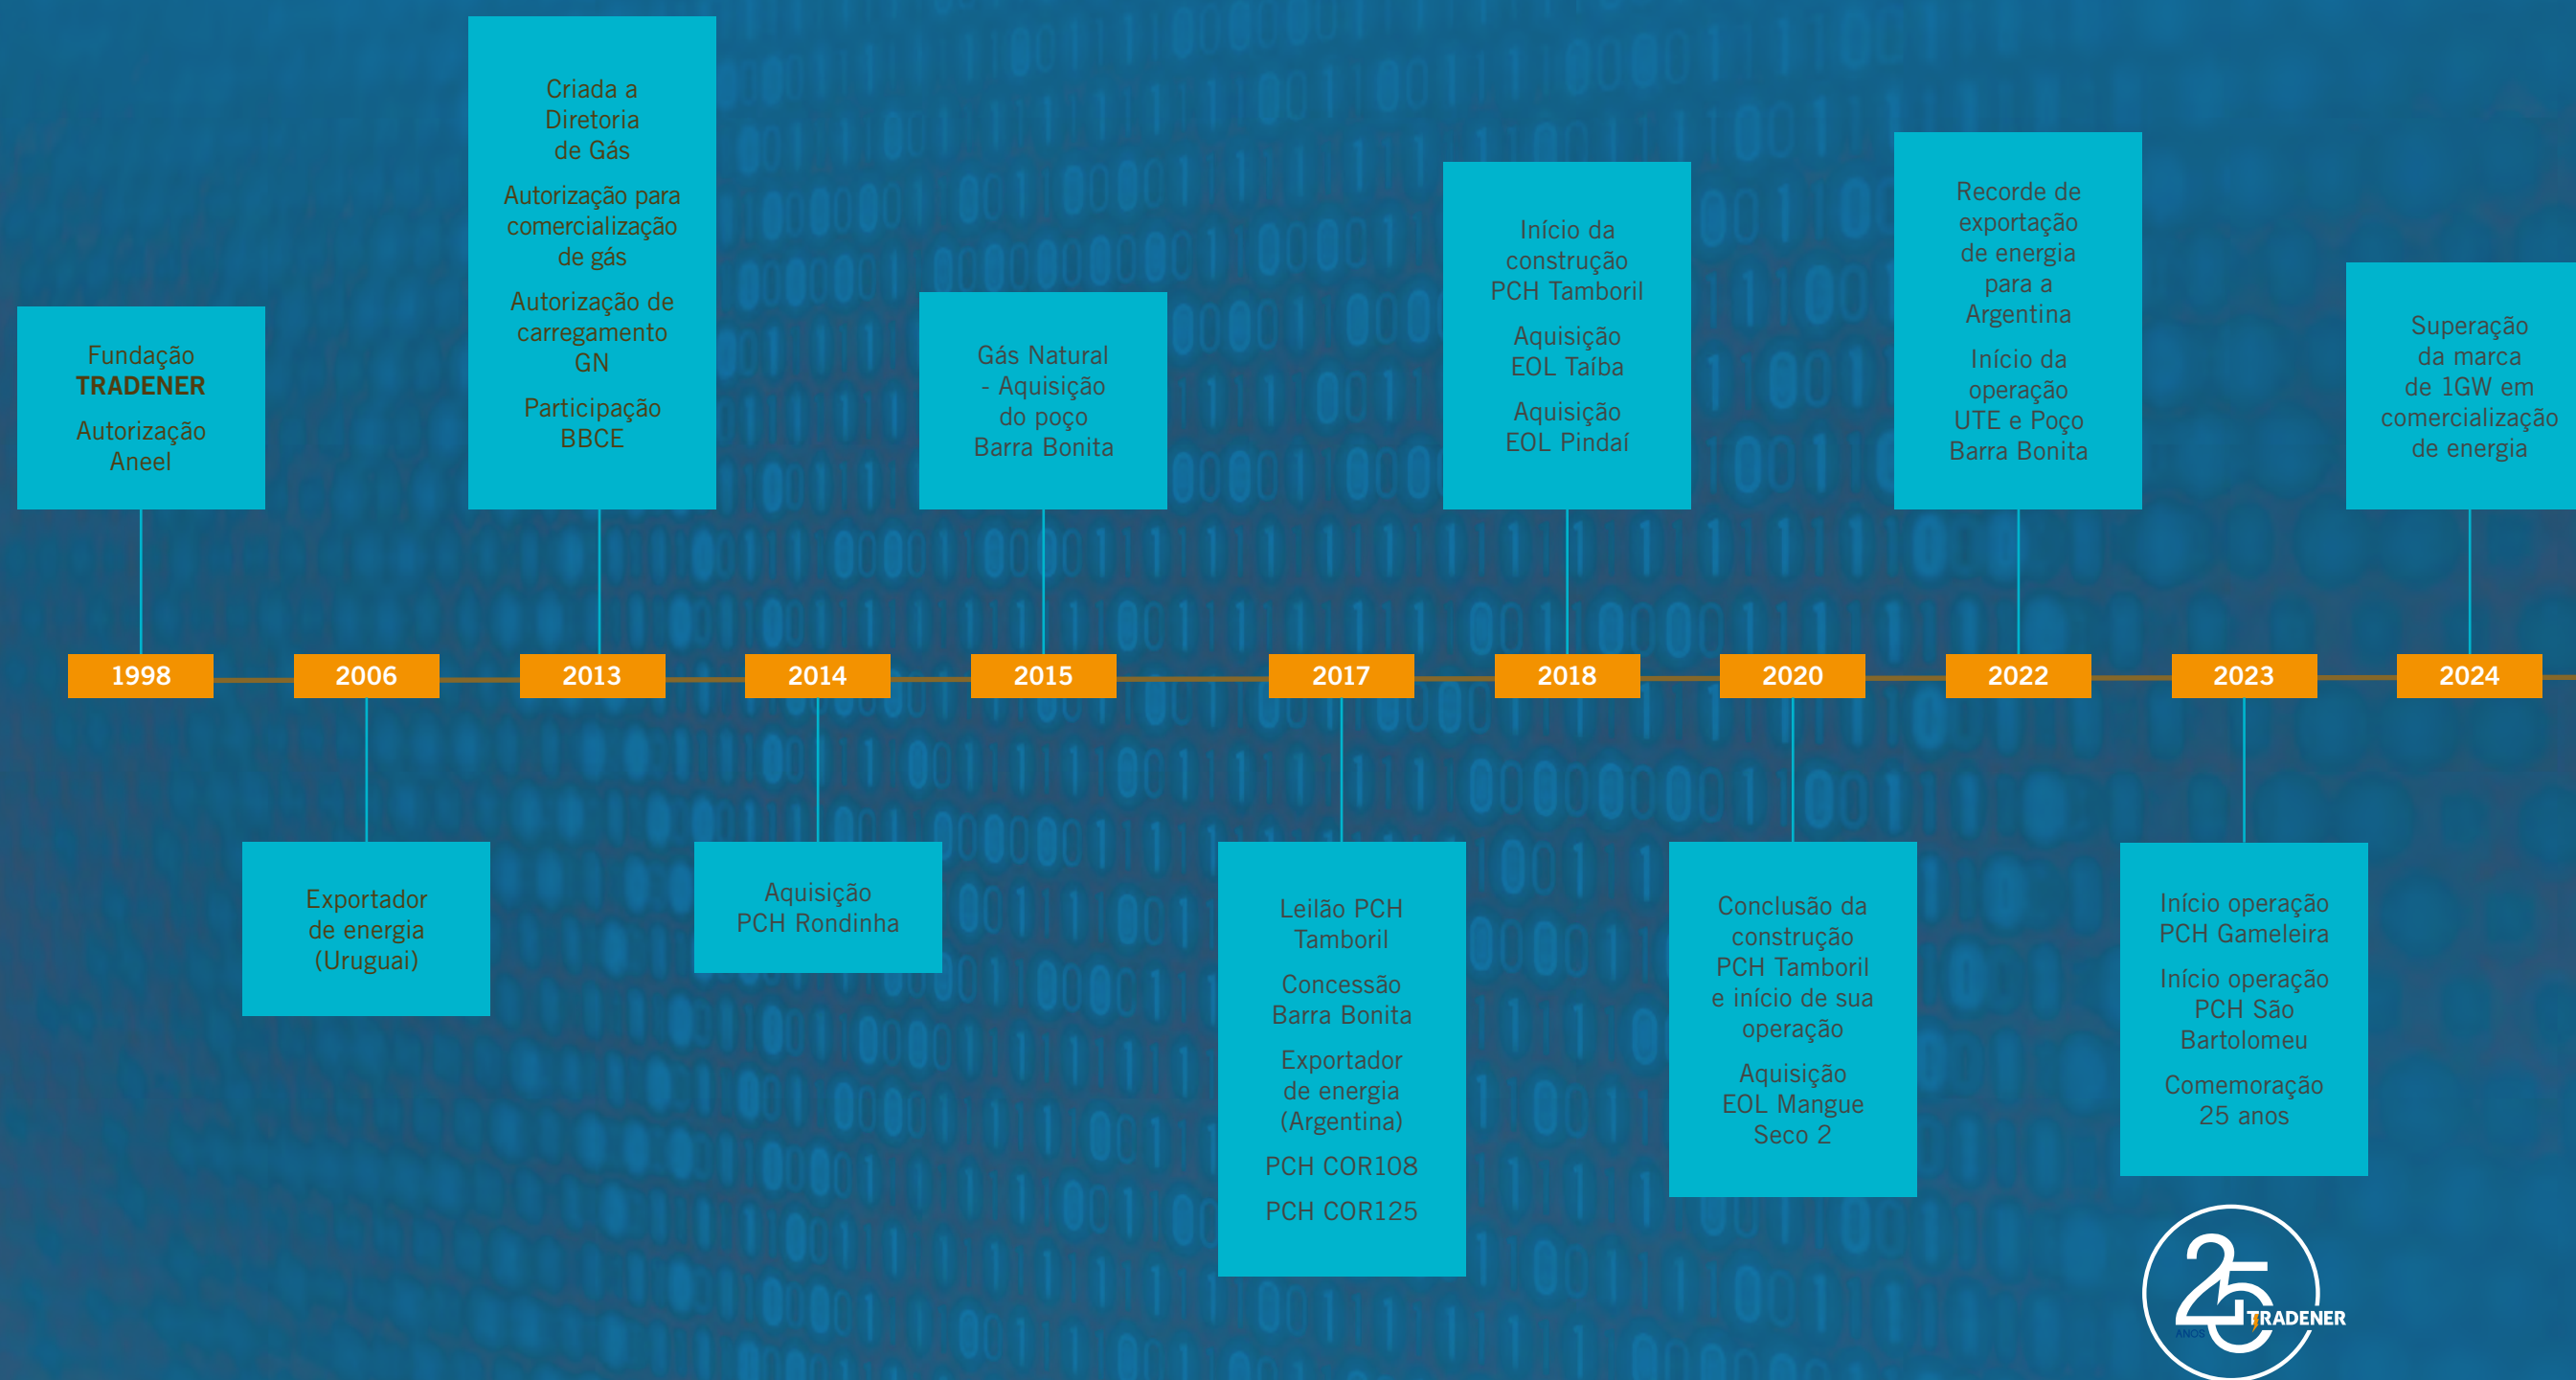 1998
Fundação
TRADENER
Autorização
Aneel
2006
Exportador
de energia
(Uruguai)
2013
Criada a
Diretoria
de Gás
Autorização para
comercialização
de gás
Autorização de
carregamento
GN
Participação
BBCE
2014
Aquisição
PCH Rondinha
2015
Gás Natural
- Aquisição
do poço
Barra Bonita
2017
Leilão PCH
Tamboril
Concessão
Barra Bonita
Exportador
de energia
(Argentina)
PCH COR108
PCH COR125
2018
Início da
construção
PCH Tamboril
Aquisição
EOL Taíba
Aquisição
EOL Pindaí
2020
Conclusão da
construção
PCH Tamboril
e início de sua
operação
Aquisição
EOL Mangue
Seco 2
2022
Recorde de
exportação
de energia
para a
Argentina
Início da
operação
UTE e Poço
Barra Bonita
2023
Início operação
PCH Gameleira
Início operação
PCH São
Bartolomeu
Comemoração
25 anos
2024
Superação
da marca
de 1GW em
comercialização
de energia
25
ANOS
TRADENER